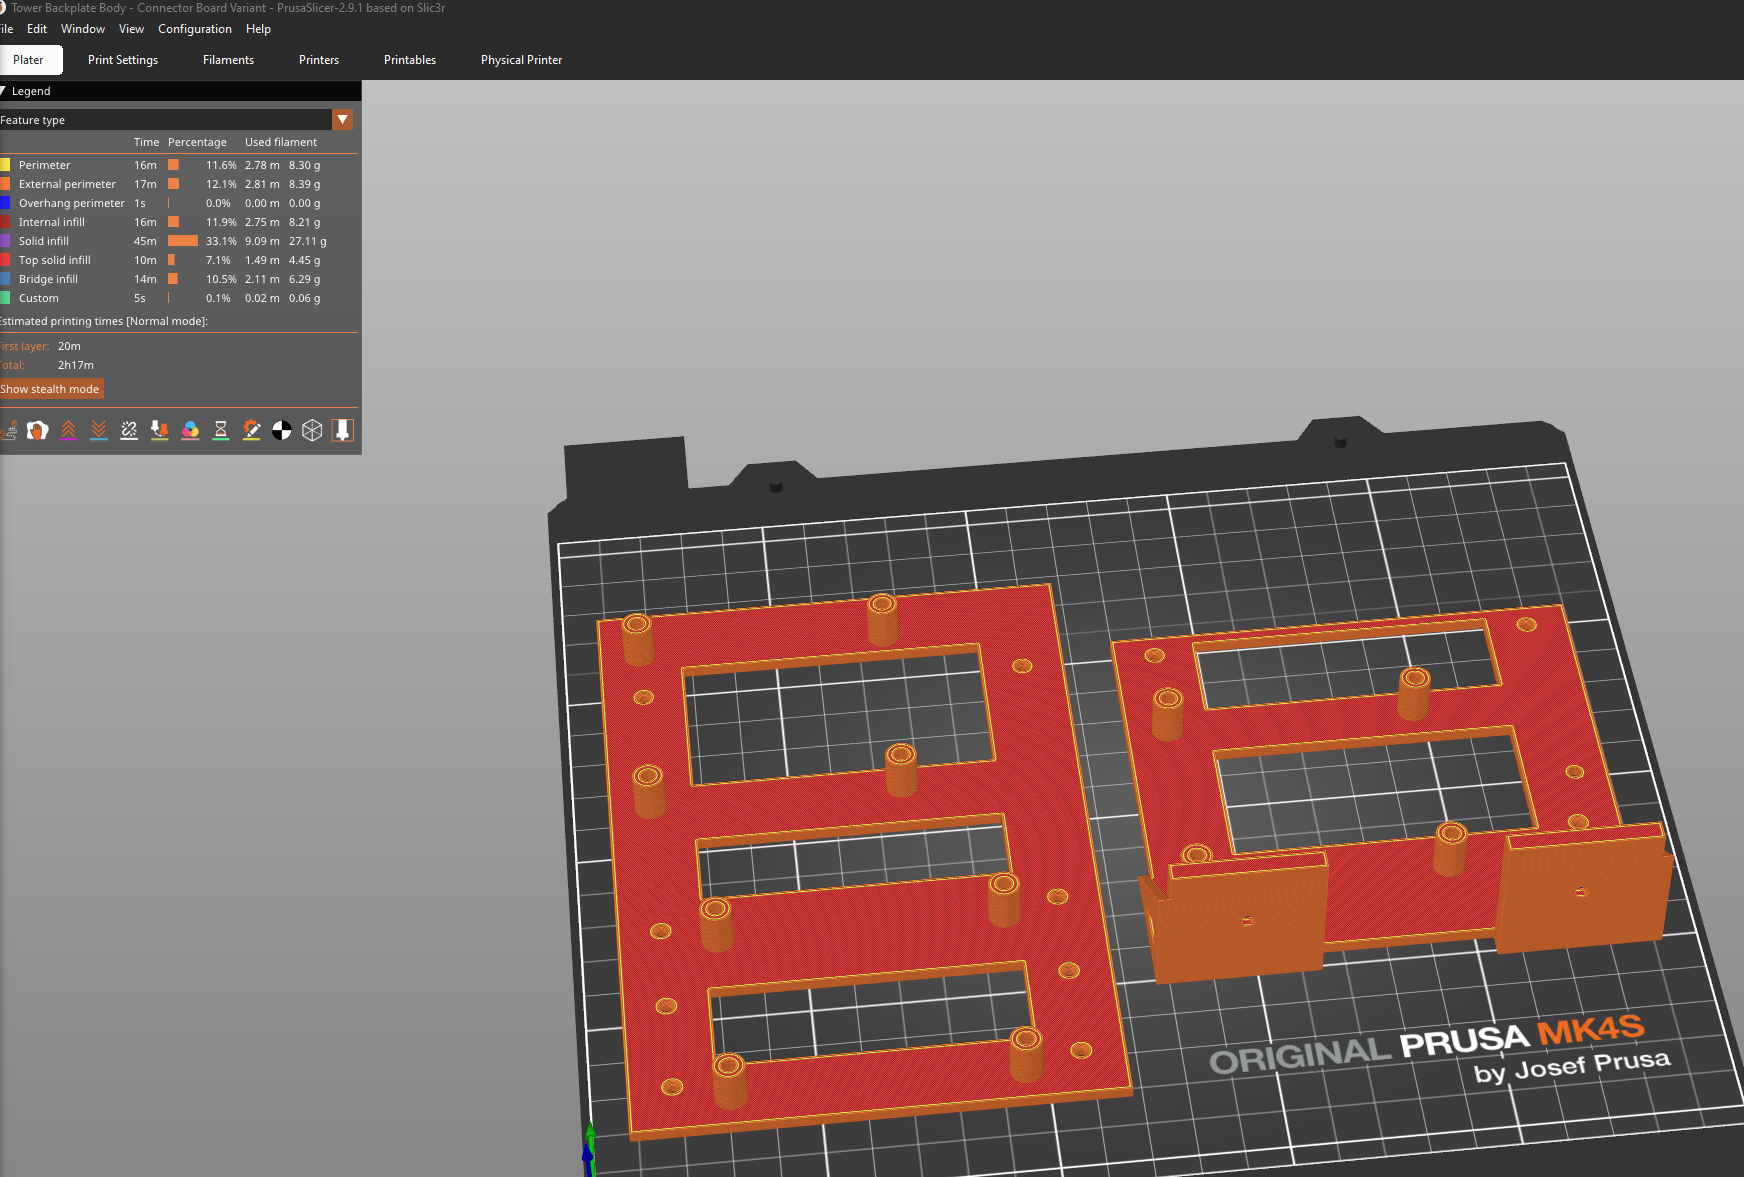 Tower Backplate Body - Connector Board Variant - PrusaSlicer-2.9.1 based on Slic3r
ile Edit Window View Configuration Help
Plater Print Settings Filaments Printers Printables Physical Printer
Legend
Feature type
Time Percentage Used filament
Perimeter 16m 11.6% 2.78 m 8.30 g
External perimeter 17m 12.1% 2.81 m 8.39 g
Overhang perimeter 1s 0.0% 0.00 m 0.00 g
Internal infill 16m 11.9% 2.75 m 8.21 g
Solid infill 45m 33.1% 9.09 m 27.11 g
Top solid infill 10m 7.1% 1.49 m 4.45 g
Bridge infill 14m 10.5% 2.11 m 6.29 g
Custom 5s 0.1% 0.02 m 0.06 g
Estimated printing times [Normal mode]:
First layer: 20m
Total: 2h17m
Show stealth mode
ORIGINAL PRUSA MK4S
by Josef Prusa